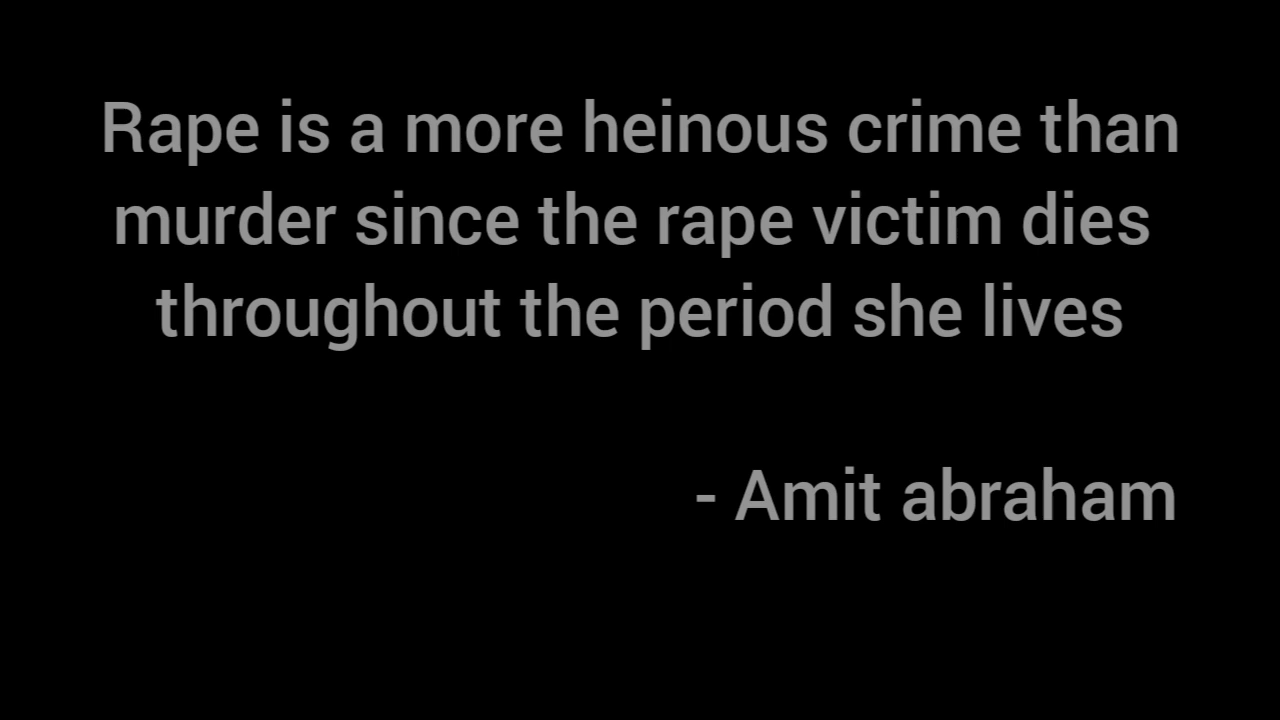 Rape is a more heinous crime than
murder since the rape victim dies
throughout the period she lives
- Amit abraham